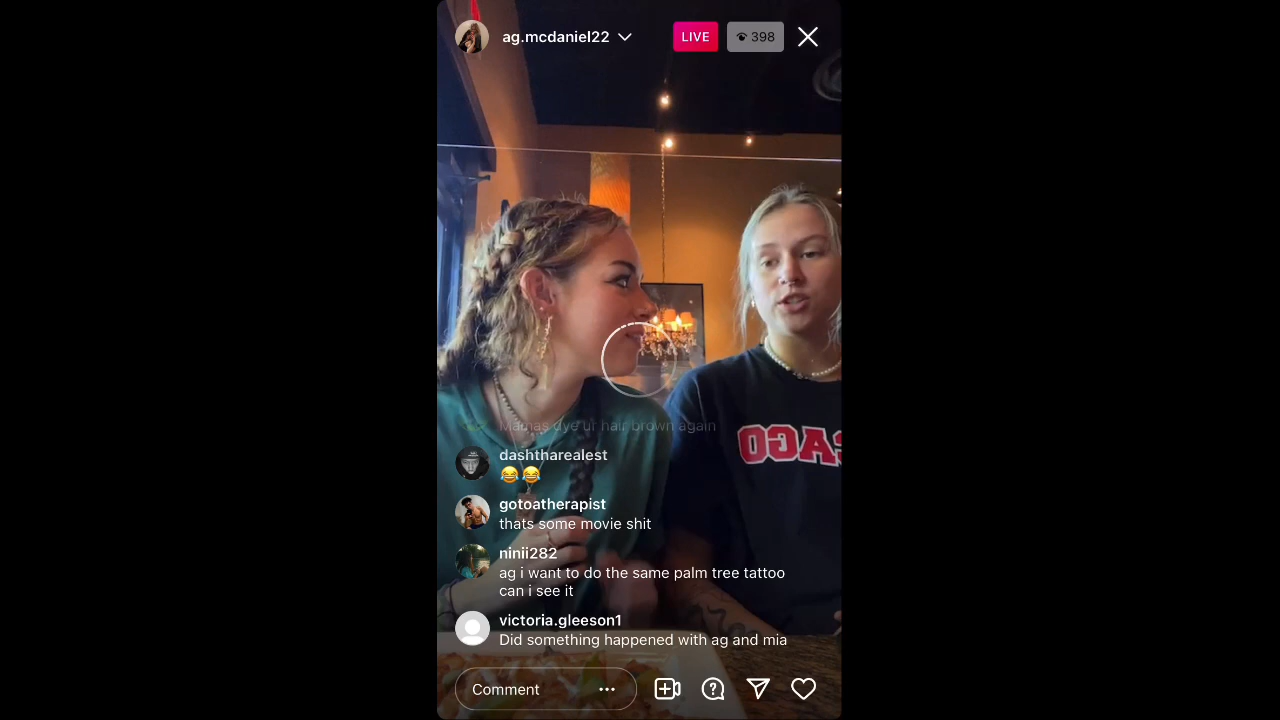 ag.mcdaniel22
LIVE
398
Mamas dye ur hair brown again
dashtharealest
😂😂
gotoatherapist
thats some movie shit
ninii282
ag i want to do the same palm tree tattoo
can i see it
victoria.gleeson1
Did something happened with ag and mia
Comment